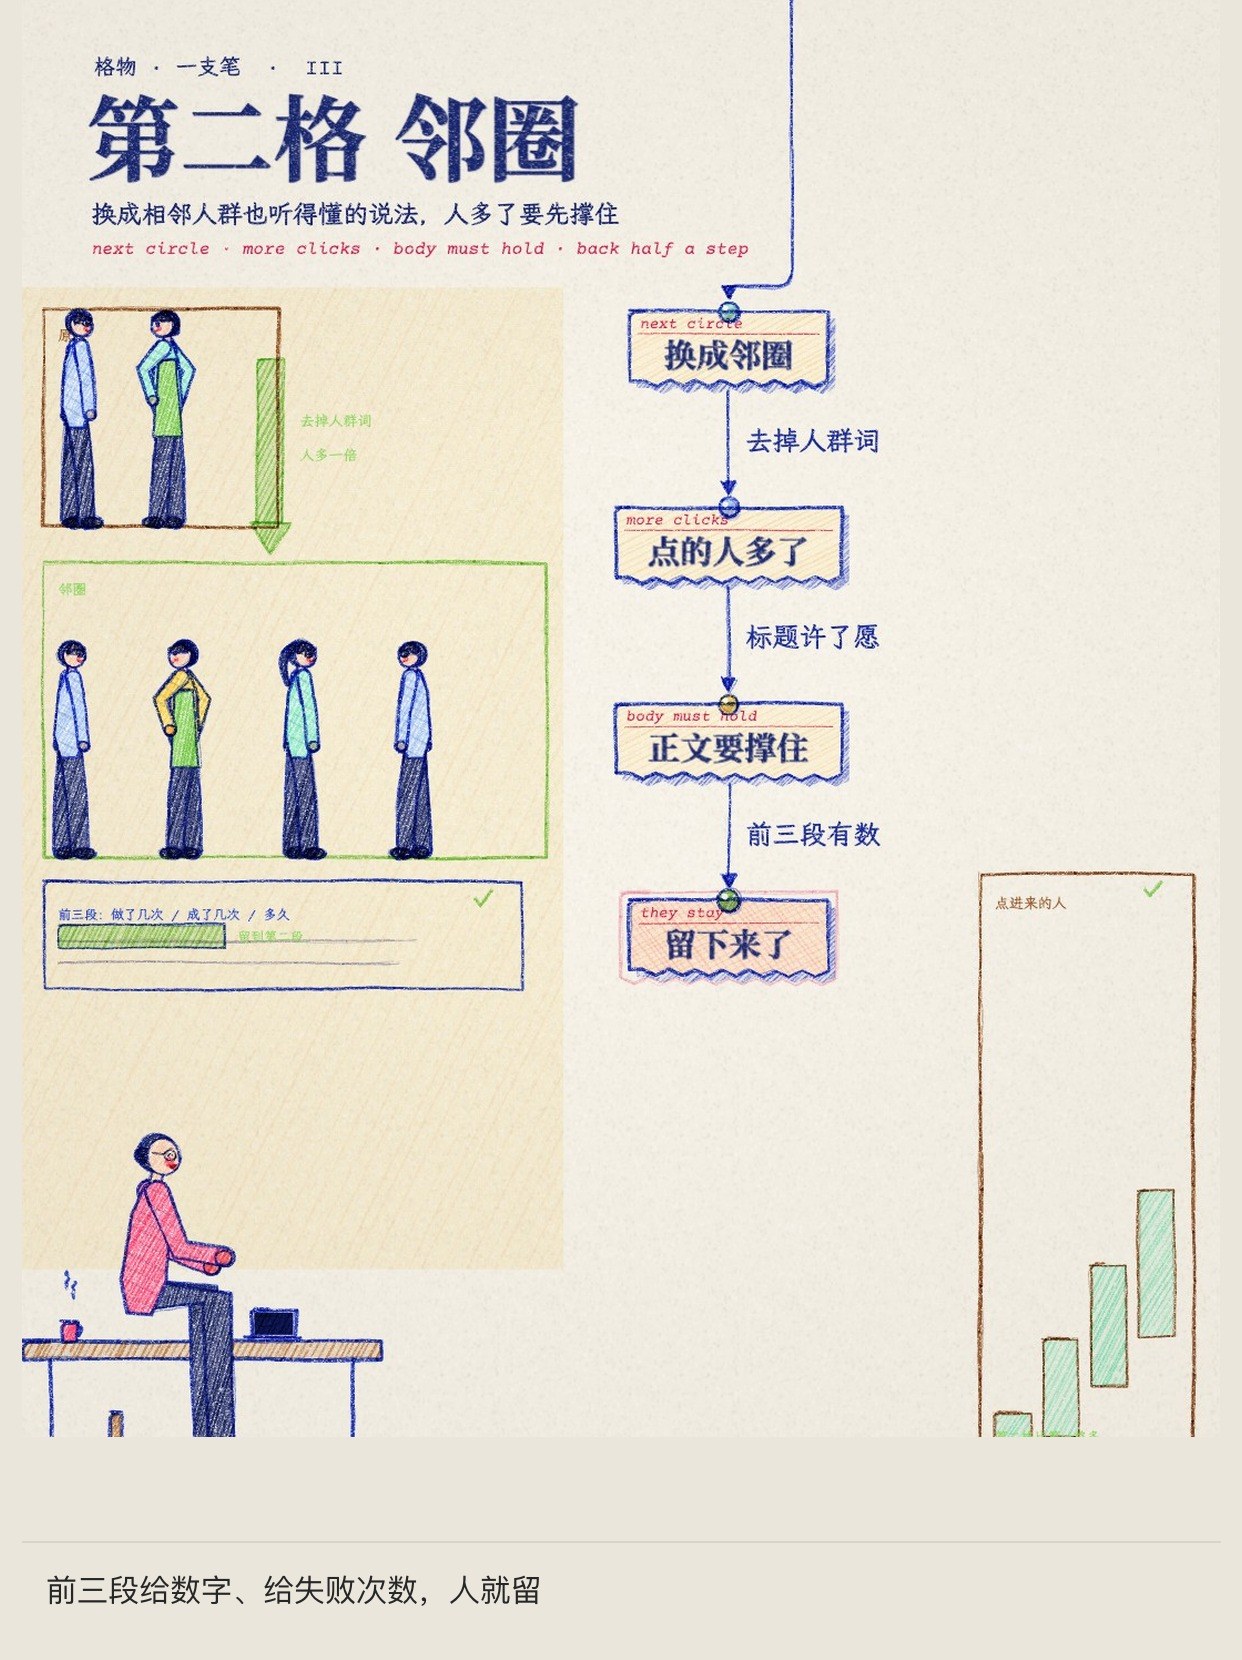 格物 · 一支笔 · III
第二格 邻圈
换成相邻人群也听得懂的说法，人多了要先撑住
next circle · more clicks · body must hold · back half a step
原
去掉人群词
人多一倍
邻圈
前三段：做了几次 / 成了几次 / 多久
留到第二段
next circle
换成邻圈
去掉人群词
more clicks
点的人多了
标题许了愿
body must hold
正文要撑住
前三段有数
they stay
留下来了
点进来的人
前三段给数字、给失败次数，人就留